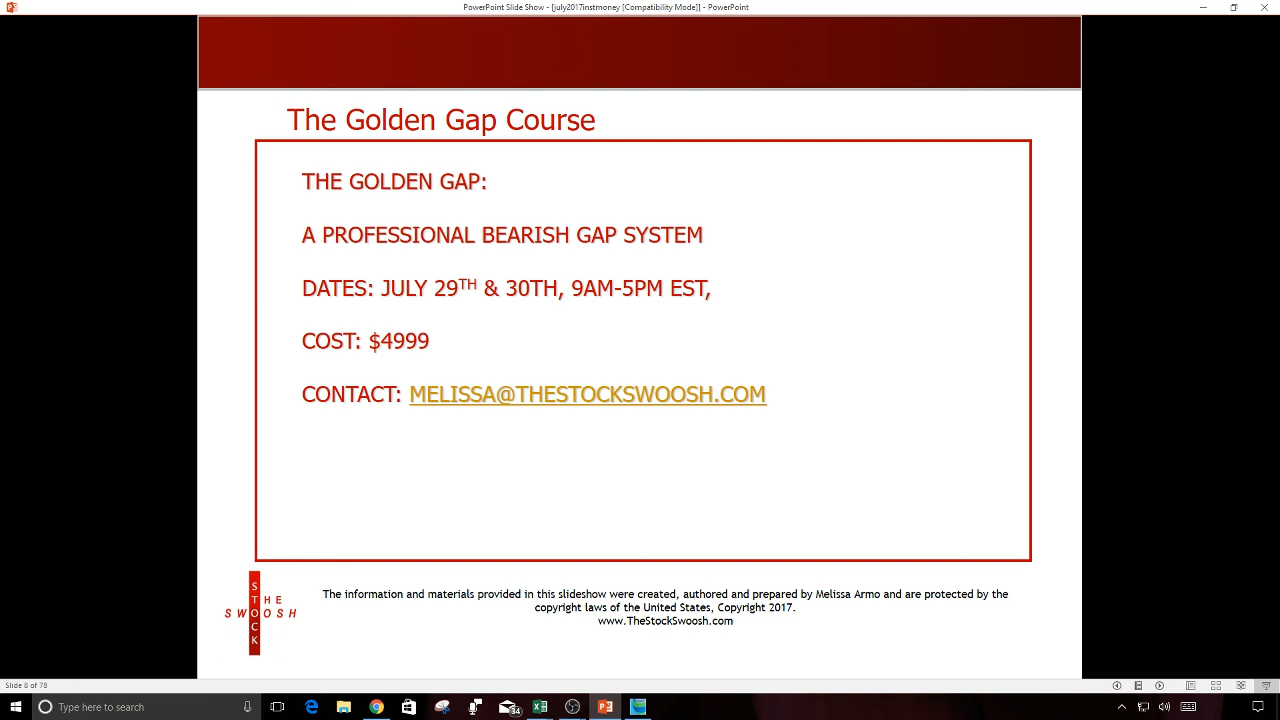 PowerPoint Slide Show - [july2017instmoney [Compatibility Mode]] - PowerPoint
The Golden Gap Course
THE GOLDEN GAP:
A PROFESSIONAL BEARISH GAP SYSTEM
DATES: JULY 29TH & 30TH, 9AM-5PM EST,
COST: $4999
CONTACT: MELISSA@THESTOCKSWOOSH.COM
THE
STOCK
SWOOSH
The information and materials provided in this slideshow were created, authored and prepared by Melissa Armo and are protected by the
copyright laws of the United States, Copyright 2017.
www.TheStockSwoosh.com
Slide 8 of 78
Type here to search
34